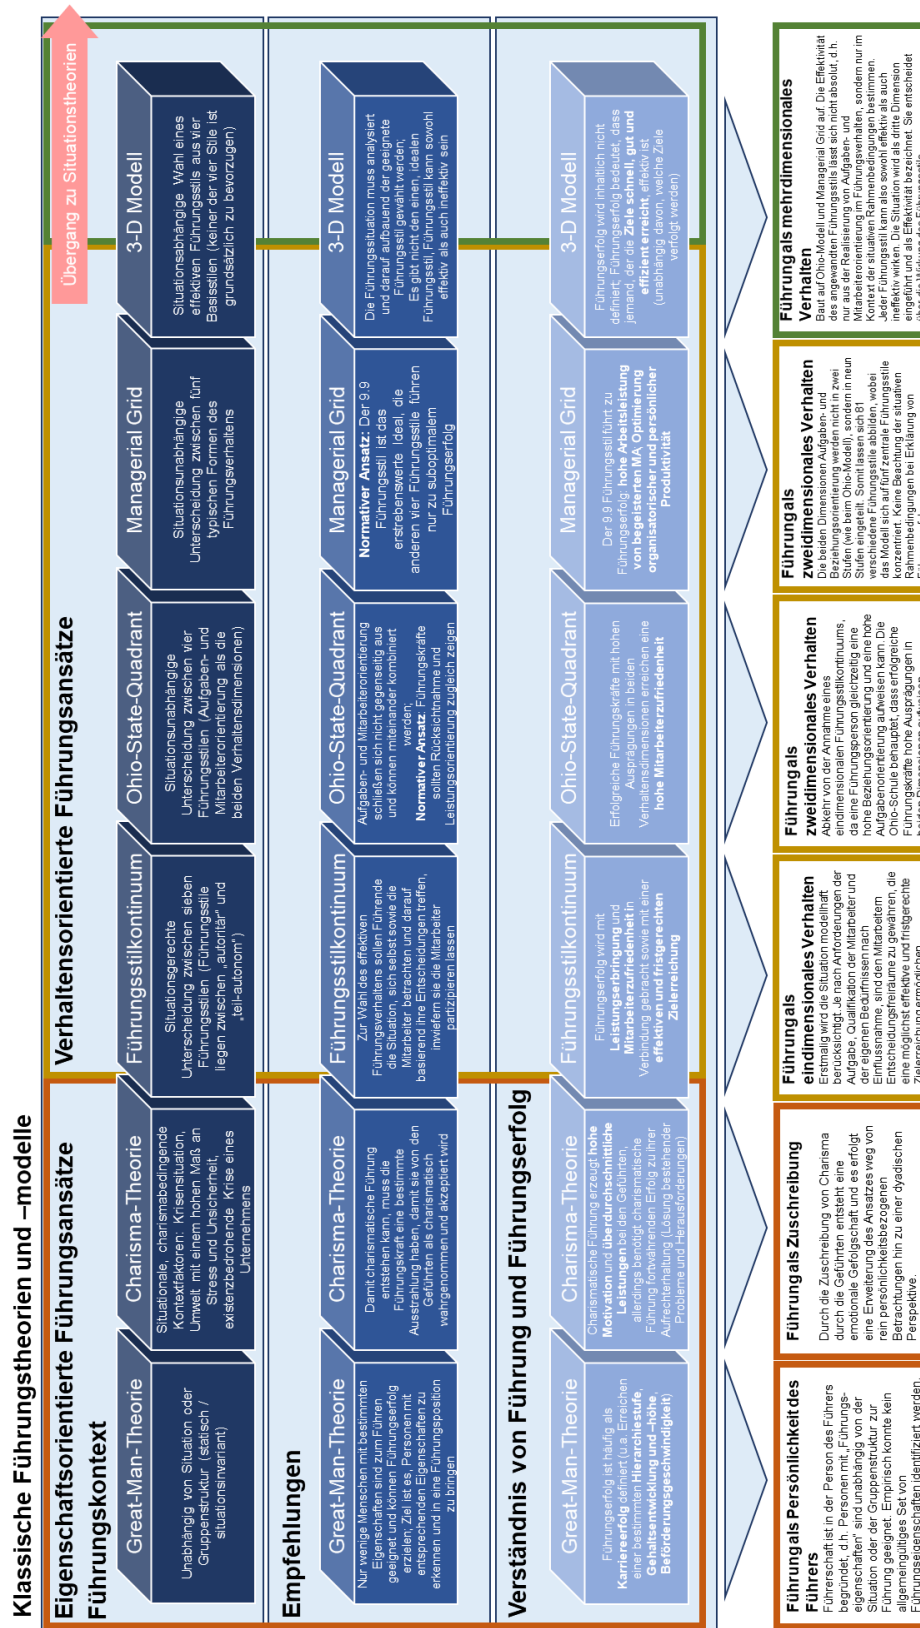 Klassische Führungstheorien und –modelle
Übergang zu Situationstheorien
Eigenschaftsorientierte Führungsansätze
Verhaltensorientierte Führungsansätze
Führungskontext
Great-Man-Theorie
Unabhängig von Situation oder
Gruppenstruktur (statisch /
situationsinvariant)
Charisma-Theorie
Situationale, charismabedingende
Kontextfaktoren: Krisensituation,
Umwelt mit einem hohen Maß an
Stress und Unsicherheit,
existenzbedrohende Krise eines
Unternehmens
Führungsstilkontinuum
Situationsgerechte
Unterscheidung zwischen sieben
Führungsstilen (Führungsstile
liegen zwischen „autoritär“ und
„teil-autonom“)
Ohio-State-Quadrant
Situationsunabhängige
Unterscheidung zwischen vier
Führungsstilen (Aufgaben- und
Mitarbeiterorientierung als die
beiden Verhaltensdimensionen)
Managerial Grid
Situationsunabhängige
Unterscheidung zwischen fünf
typischen Formen des
Führungsverhaltens
3-D Modell
Situationsabhängige Wahl eines
effektiven Führungsstils aus vier
Basisstilen (keiner der vier Stile ist
grundsätzlich zu bevorzugen)
Empfehlungen
Great-Man-Theorie
Nur wenige Menschen mit bestimmten
Eigenschaften sind zum Führen
geeignet und können Führungserfolg
erzielen; Ziel ist es, Personen mit
entsprechenden Eigenschaften zu
erkennen und in eine Führungsposition
zu bringen
Charisma-Theorie
Damit charismatische Führung
entstehen kann, muss die
Führungskraft eine bestimmte
Ausstrahlung haben, damit sie von den
Geführten als charismatisch
wahrgenommen und akzeptiert wird
Führungsstilkontinuum
Zur Wahl des effektiven
Führungsverhaltens sollen Führende
die Situation, sich selbst sowie die
Mitarbeiter betrachten und darauf
basierend ihre Entscheidungen treffen,
inwiefern sie die Mitarbeiter
partizipieren lassen
Ohio-State-Quadrant
Aufgaben- und Mitarbeiterorientierung
schließen sich nicht gegenseitig aus
und können miteinander kombiniert
werden;
Normativer Ansatz: Führungskräfte
sollten Rücksichtnahme und
Leistungsorientierung zugleich zeigen
Managerial Grid
Normativer Ansatz: Der 9.9
Führungsstil ist das
erstrebenswerte Ideal, die
anderen vier Führungsstile führen
nur zu suboptimalem
Führungserfolg
3-D Modell
Die Führungssituation muss analysiert
und darauf aufbauend der geeignete
Führungsstil gewählt werden;
Es gibt nicht den einen, idealen
Führungsstil, Führungsstil kann sowohl
effektiv als auch ineffektiv sein
Verständnis von Führung und Führungserfolg
Great-Man-Theorie
Führungserfolg ist häufig als
Karriereerfolg definiert (u.a. Erreichen
einer bestimmten Hierarchiestufe,
Gehaltsentwicklung und –höhe,
Beförderungsgeschwindigkeit)
Charisma-Theorie
Charismatische Führung erzeugt hohe
Motivation und überdurchschnittliche
Leistungen bei den Geführten,
allerdings benötigt charismatische
Führung fortwährenden Erfolg zu ihrer
Aufrechterhaltung (Lösung bestehender
Probleme und Herausforderungen)
Führungsstilkontinuum
Führungserfolg wird mit
Leistungserbringung und
Mitarbeiterzufriedenheit in
Verbindung gebracht sowie mit einer
effektiven und fristgerechten
Zielerreichung
Ohio-State-Quadrant
Erfolgreiche Führungskräfte mit hohen
Ausprägungen in beiden
Verhaltensdimensionen erreichen eine
hohe Mitarbeiterzufriedenheit
Managerial Grid
Der 9.9 Führungsstil führt zu
Führungserfolg: hohe Arbeitsleistung
von begeisterten MA, Optimierung
organisatorischer und persönlicher
Produktivität
3-D Modell
Führungserfolg wird inhaltlich nicht
definiert; Führungserfolg bedeutet, dass
jemand, der die Ziele schnell, gut und
effizient erreicht, effektiv ist
(unabhängig davon, welche Ziele
verfolgt werden)
Führung als Persönlichkeit des
Führers
Führerschaft ist in der Person des Führers
begründet, d.h. Personen mit „Führungs-
eigenschaften“ sind unabhängig von der
Situation oder der Gruppenstruktur zur
Führung geeignet. Empirisch konnte kein
allgemeingültiges Set von
Führungseigenschaften identifiziert werden.
Führung als Zuschreibung
Durch die Zuschreibung von Charisma
durch die Geführten entsteht eine
emotionale Gefolgschaft und es erfolgt
eine Erweiterung des Ansatzes weg von
rein persönlichkeitsbezogenen
Betrachtungen hin zu einer dyadischen
Perspektive.
Führung als
eindimensionales Verhalten
Erstmalig wird die Situation modellhaft
berücksichtigt. Je nach Anforderungen der
Aufgabe, Qualifikation der Mitarbeiter und
der eigenen Bedürfnissen nach
Einflussnahme, sind den Mitarbeitern
Entscheidungsfreiräume zu gewähren, die
eine möglichst effektive und fristgerechte
Zielerreichung ermöglichen
Führung als
zweidimensionales Verhalten
Abkehr von der Annahme eines
eindimensionalen Führungsstilkontinuums,
da eine Führungsperson gleichzeitig eine
hohe Beziehungsorientierung und eine hohe
Aufgabenorientierung aufweisen kann. Die
Ohio-Schule behauptet, dass erfolgreiche
Führungskräfte hohe Ausprägungen in
Führung als
zweidimensionales Verhalten
Die beiden Dimensionen Aufgaben- und
Beziehungsorientierung werden nicht in zwei
Stufen (wie beim Ohio-Modell), sondern in neun
Stufen eingeteilt. Somit lassen sich 81
verschiedene Führungsstile abbilden, wobei
das Modell sich auf fünf zentrale Führungsstile
konzentriert. Keine Beachtung der situativen
Rahmenbedingungen bei Erklärung von
Führung als mehrdimensionales
Verhalten
Baut auf Ohio-Modell und Managerial Grid auf. Die Effektivität
des angewandten Führungsstils lässt sich nicht absolut, d.h.
nur aus der Realisierung von Aufgaben- und
Mitarbeiterorientierung im Führungsverhalten, sondern nur im
Kontext der situativen Rahmenbedingungen bestimmen.
Jeder Führungsstil kann also sowohl effektiv als auch
ineffektiv wirken. Die Situation wird als dritte Dimension
eingeführt und als Effektivität bezeichnet. Sie entscheidet